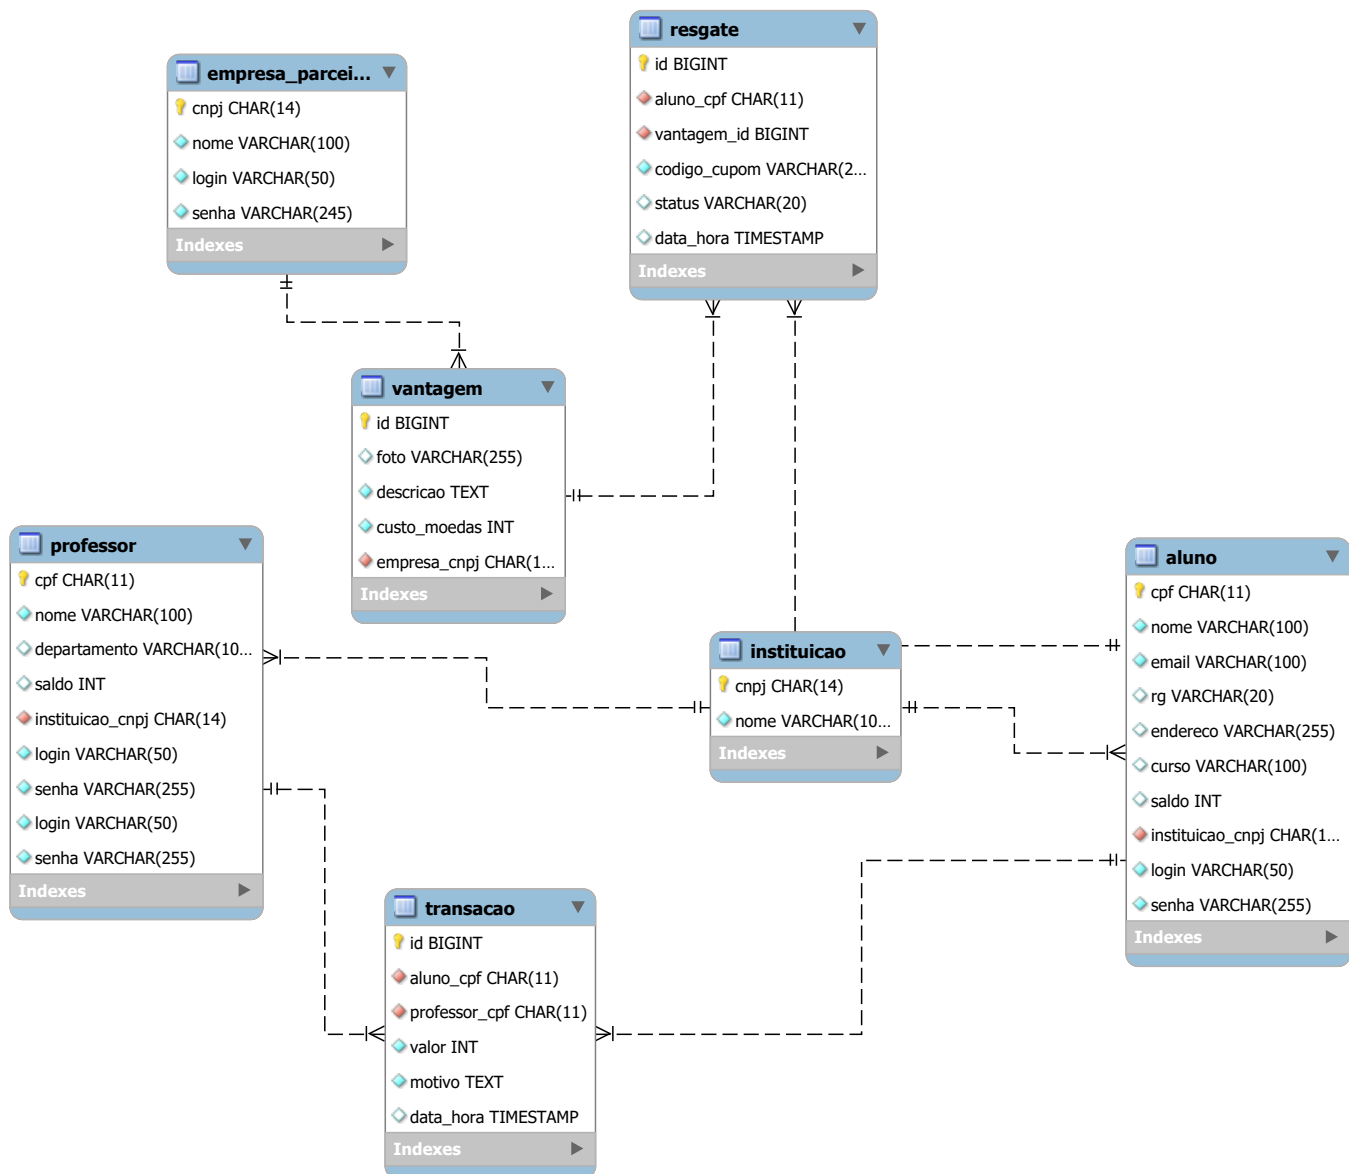 empresa_parcei...
cnpj CHAR(14)
nome VARCHAR(100)
login VARCHAR(50)
senha VARCHAR(245)
Indexes
resgate
id BIGINT
aluno_cpf CHAR(11)
vantagem_id BIGINT
codigo_cupom VARCHAR(2...
status VARCHAR(20)
data_hora TIMESTAMP
Indexes
vantagem
id BIGINT
foto VARCHAR(255)
descricao TEXT
custo_moedas INT
empresa_cnpj CHAR(1...
Indexes
professor
cpf CHAR(11)
nome VARCHAR(100)
departamento VARCHAR(10...
saldo INT
instituicao_cnpj CHAR(14)
login VARCHAR(50)
senha VARCHAR(255)
login VARCHAR(50)
senha VARCHAR(255)
Indexes
instituicao
cnpj CHAR(14)
nome VARCHAR(10...
Indexes
aluno
cpf CHAR(11)
nome VARCHAR(100)
email VARCHAR(100)
rg VARCHAR(20)
endereco VARCHAR(255)
curso VARCHAR(100)
saldo INT
instituicao_cnpj CHAR(1...
login VARCHAR(50)
senha VARCHAR(255)
Indexes
transacao
id BIGINT
aluno_cpf CHAR(11)
professor_cpf CHAR(11)
valor INT
motivo TEXT
data_hora TIMESTAMP
Indexes